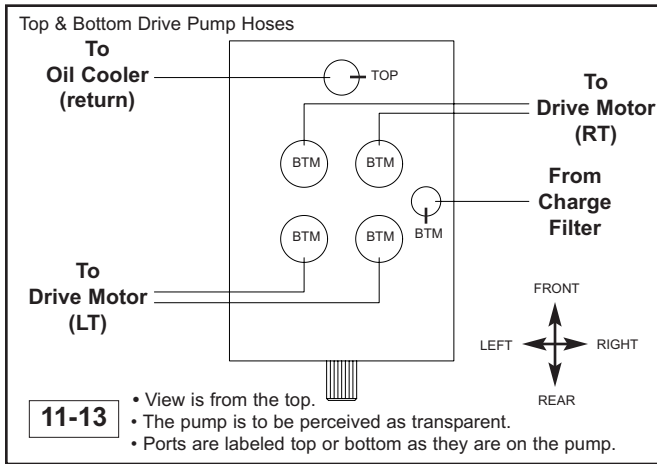 Top & Bottom Drive Pump Hoses
To
Oil Cooler
(return)
TOP
To
Drive Motor
(RT)
BTM
BTM
From
Charge
Filter
BTM
BTM
BTM
To
Drive Motor
(LT)
FRONT
LEFT
RIGHT
REAR
11-13
• View is from the top.
• The pump is to be perceived as transparent.
• Ports are labeled top or bottom as they are on the pump.